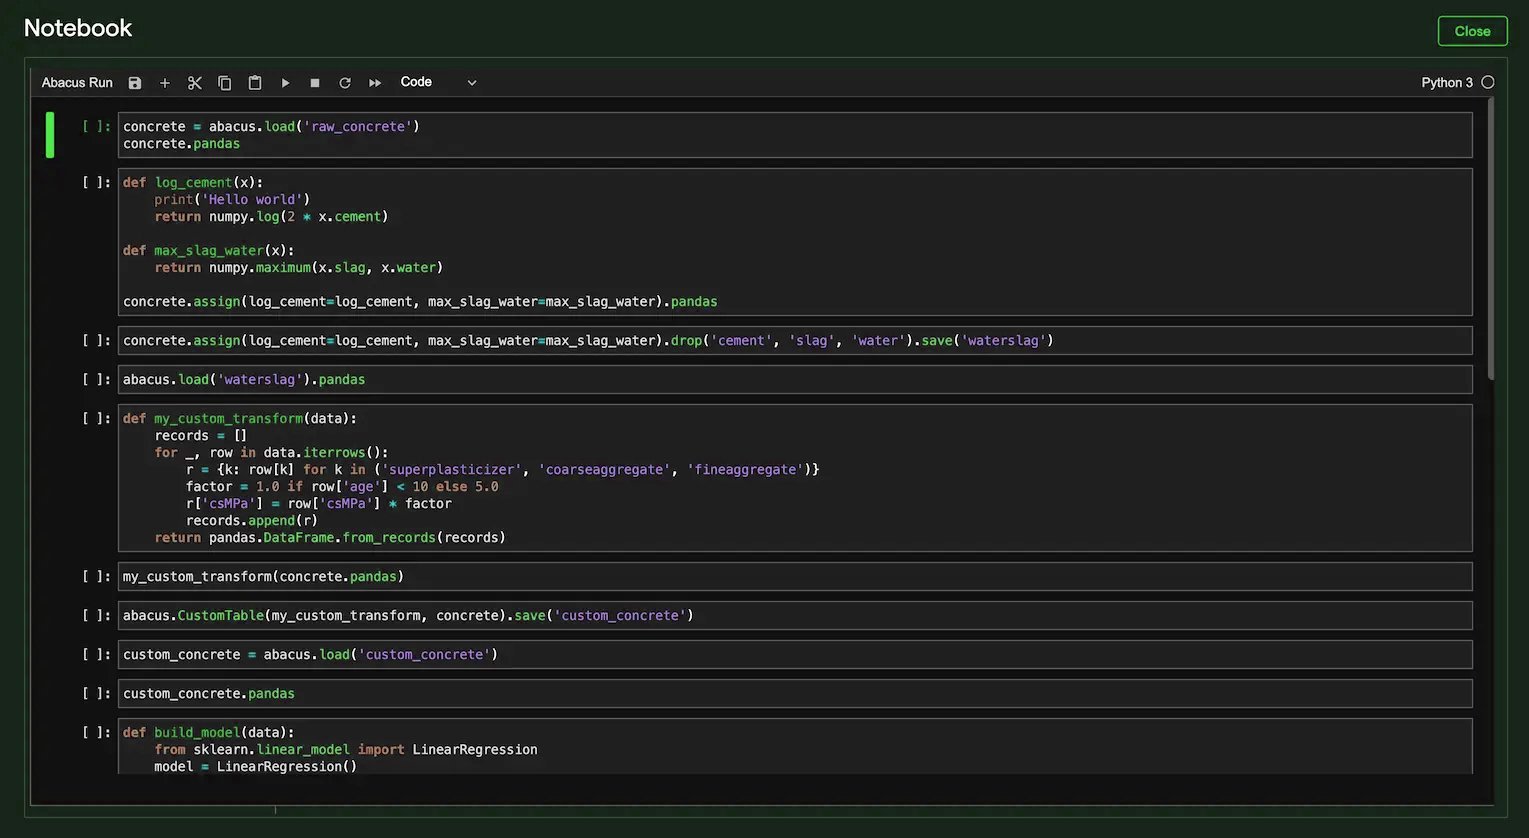 Notebook
Close
Abacus Run
Code
Python 3
[ ]: concrete = abacus.load('raw_concrete')
concrete.pandas
[ ]: def log_cement(x):
    print('Hello world')
    return numpy.log(2 * x.cement)

def max_slag_water(x):
    return numpy.maximum(x.slag, x.water)

concrete.assign(log_cement=log_cement, max_slag_water=max_slag_water).pandas
[ ]: concrete.assign(log_cement=log_cement, max_slag_water=max_slag_water).drop('cement', 'slag', 'water').save('waterslag')
[ ]: abacus.load('waterslag').pandas
[ ]: def my_custom_transform(data):
    records = []
    for _, row in data.iterrows():
        r = {k: row[k] for k in ('superplasticizer', 'coarseaggregate', 'fineaggregate')}
        factor = 1.0 if row['age'] < 10 else 5.0
        r['csMPa'] = row['csMPa'] * factor
        records.append(r)
    return pandas.DataFrame.from_records(records)
[ ]: my_custom_transform(concrete.pandas)
[ ]: abacus.CustomTable(my_custom_transform, concrete).save('custom_concrete')
[ ]: custom_concrete = abacus.load('custom_concrete')
[ ]: custom_concrete.pandas
[ ]: def build_model(data):
    from sklearn.linear_model import LinearRegression
    model = LinearRegression()